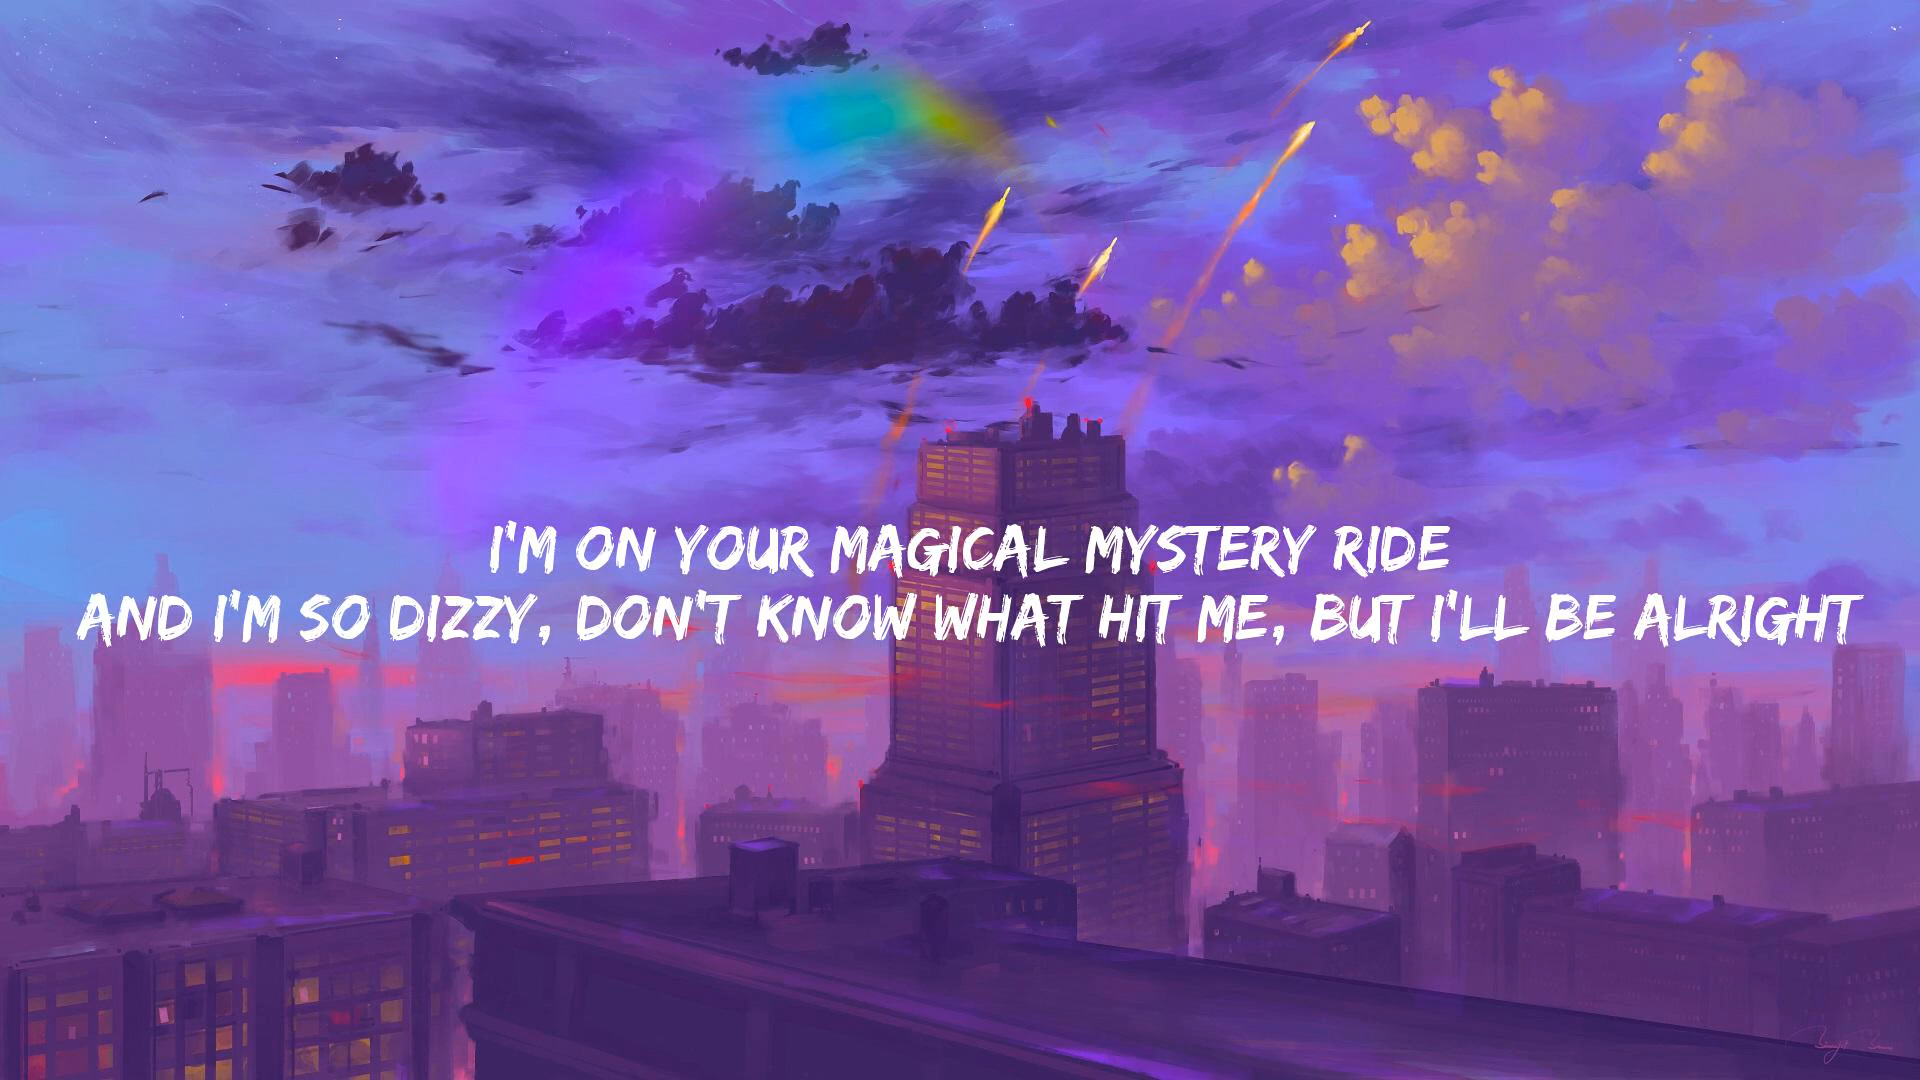 I'M ON YOUR MAGICAL MYSTERY RIDE
AND I'M SO DIZZY, DON'T KNOW WHAT HIT ME, BUT I'LL BE ALRIGHT